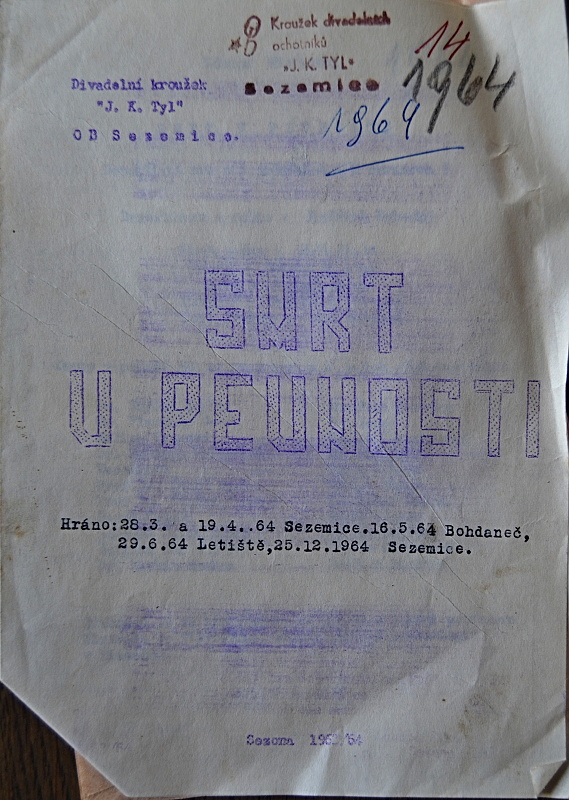 Kroužek divadelních
ochotníků
"J. K. TYL"
Sezemice
14
1964
1964
Divadelní kroužek
"J. K. Tyl"
OB Sezemice.
SMRT
V PEVNOSTI
Hráno:28.3. a 19.4..64 Sezemice.16.5.64 Bohdaneč,
29.6.64 Letiště,25.12.1964 Sezemice.
Sezona